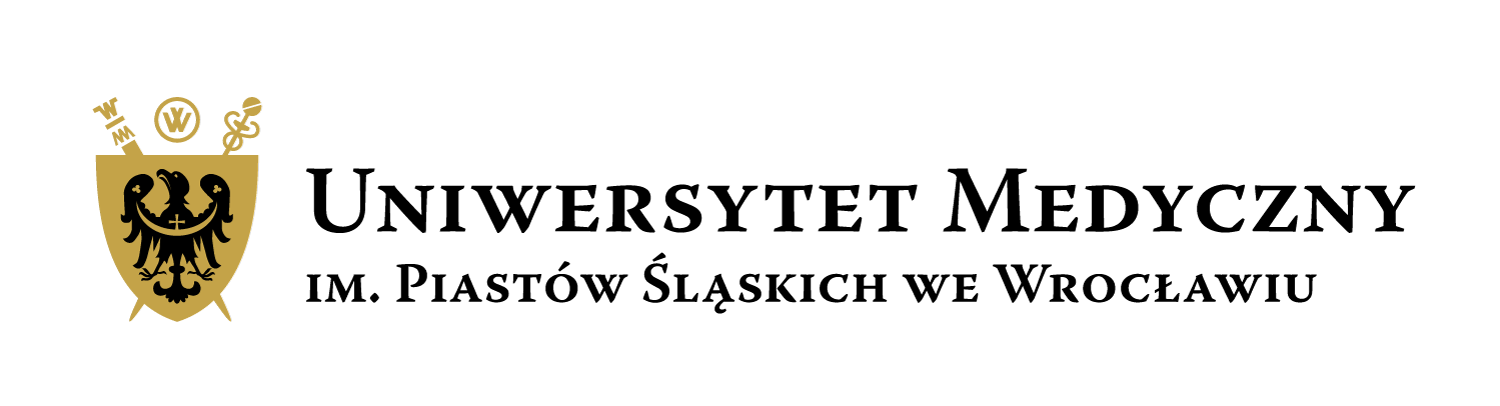 Uniwersytet Medyczny
im. Piastów Śląskich we Wrocławiu